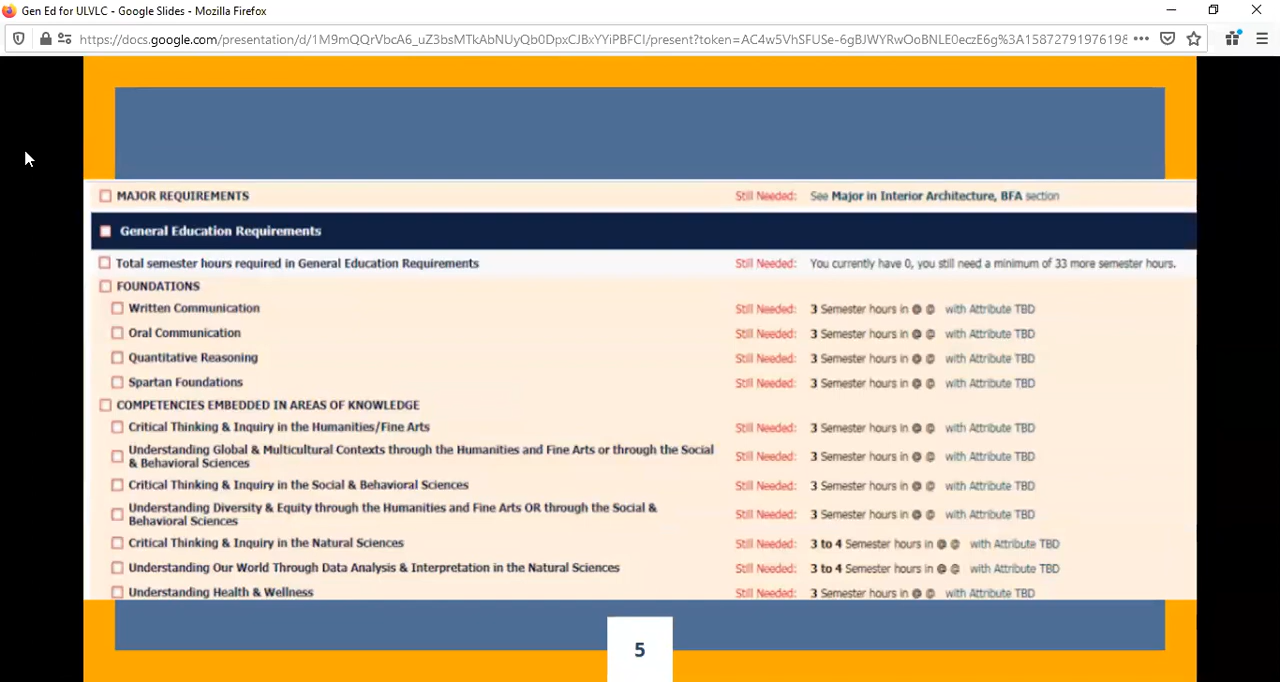 Gen Ed for ULVLC - Google Slides - Mozilla Firefox
https://docs.google.com/presentation/d/1M9mQQrVbcA6_uZ3bsMTkAbNUyQb0DpxCJBxYYiPBFCI/present?token=AC4w5VhSFUSe-6gBJWYRwOoBNLE0eczE6g%3A1587279197619
MAJOR REQUIREMENTS Still Needed: See Major in Interior Architecture, BFA section
General Education Requirements
Total semester hours required in General Education Requirements Still Needed: You currently have 0, you still need a minimum of 33 more semester hours.
FOUNDATIONS
Written Communication Still Needed: 3 Semester hours in @ @ with Attribute TBD
Oral Communication Still Needed: 3 Semester hours in @ @ with Attribute TBD
Quantitative Reasoning Still Needed: 3 Semester hours in @ @ with Attribute TBD
Spartan Foundations Still Needed: 3 Semester hours in @ @ with Attribute TBD
COMPETENCIES EMBEDDED IN AREAS OF KNOWLEDGE
Critical Thinking & Inquiry in the Humanities/Fine Arts Still Needed: 3 Semester hours in @ @ with Attribute TBD
Understanding Global & Multicultural Contexts through the Humanities and Fine Arts or through the Social
& Behavioral Sciences Still Needed: 3 Semester hours in @ @ with Attribute TBD
Critical Thinking & Inquiry in the Social & Behavioral Sciences Still Needed: 3 Semester hours in @ @ with Attribute TBD
Understanding Diversity & Equity through the Humanities and Fine Arts OR through the Social &
Behavioral Sciences Still Needed: 3 Semester hours in @ @ with Attribute TBD
Critical Thinking & Inquiry in the Natural Sciences Still Needed: 3 to 4 Semester hours in @ @ with Attribute TBD
Understanding Our World Through Data Analysis & Interpretation in the Natural Sciences Still Needed: 3 to 4 Semester hours in @ @ with Attribute TBD
Understanding Health & Wellness Still Needed: 3 Semester hours in @ @ with Attribute TBD
5